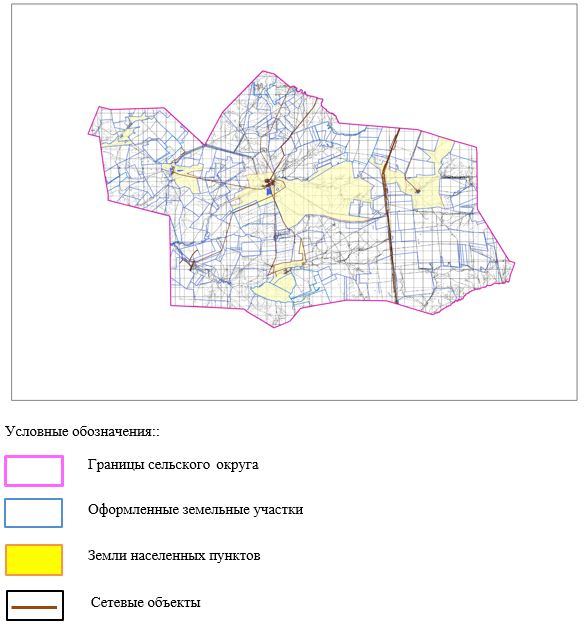 Условные обозначения::
Границы сельского округа
Оформленные земельные участки
Земли населенных пунктов
Сетевые объекты